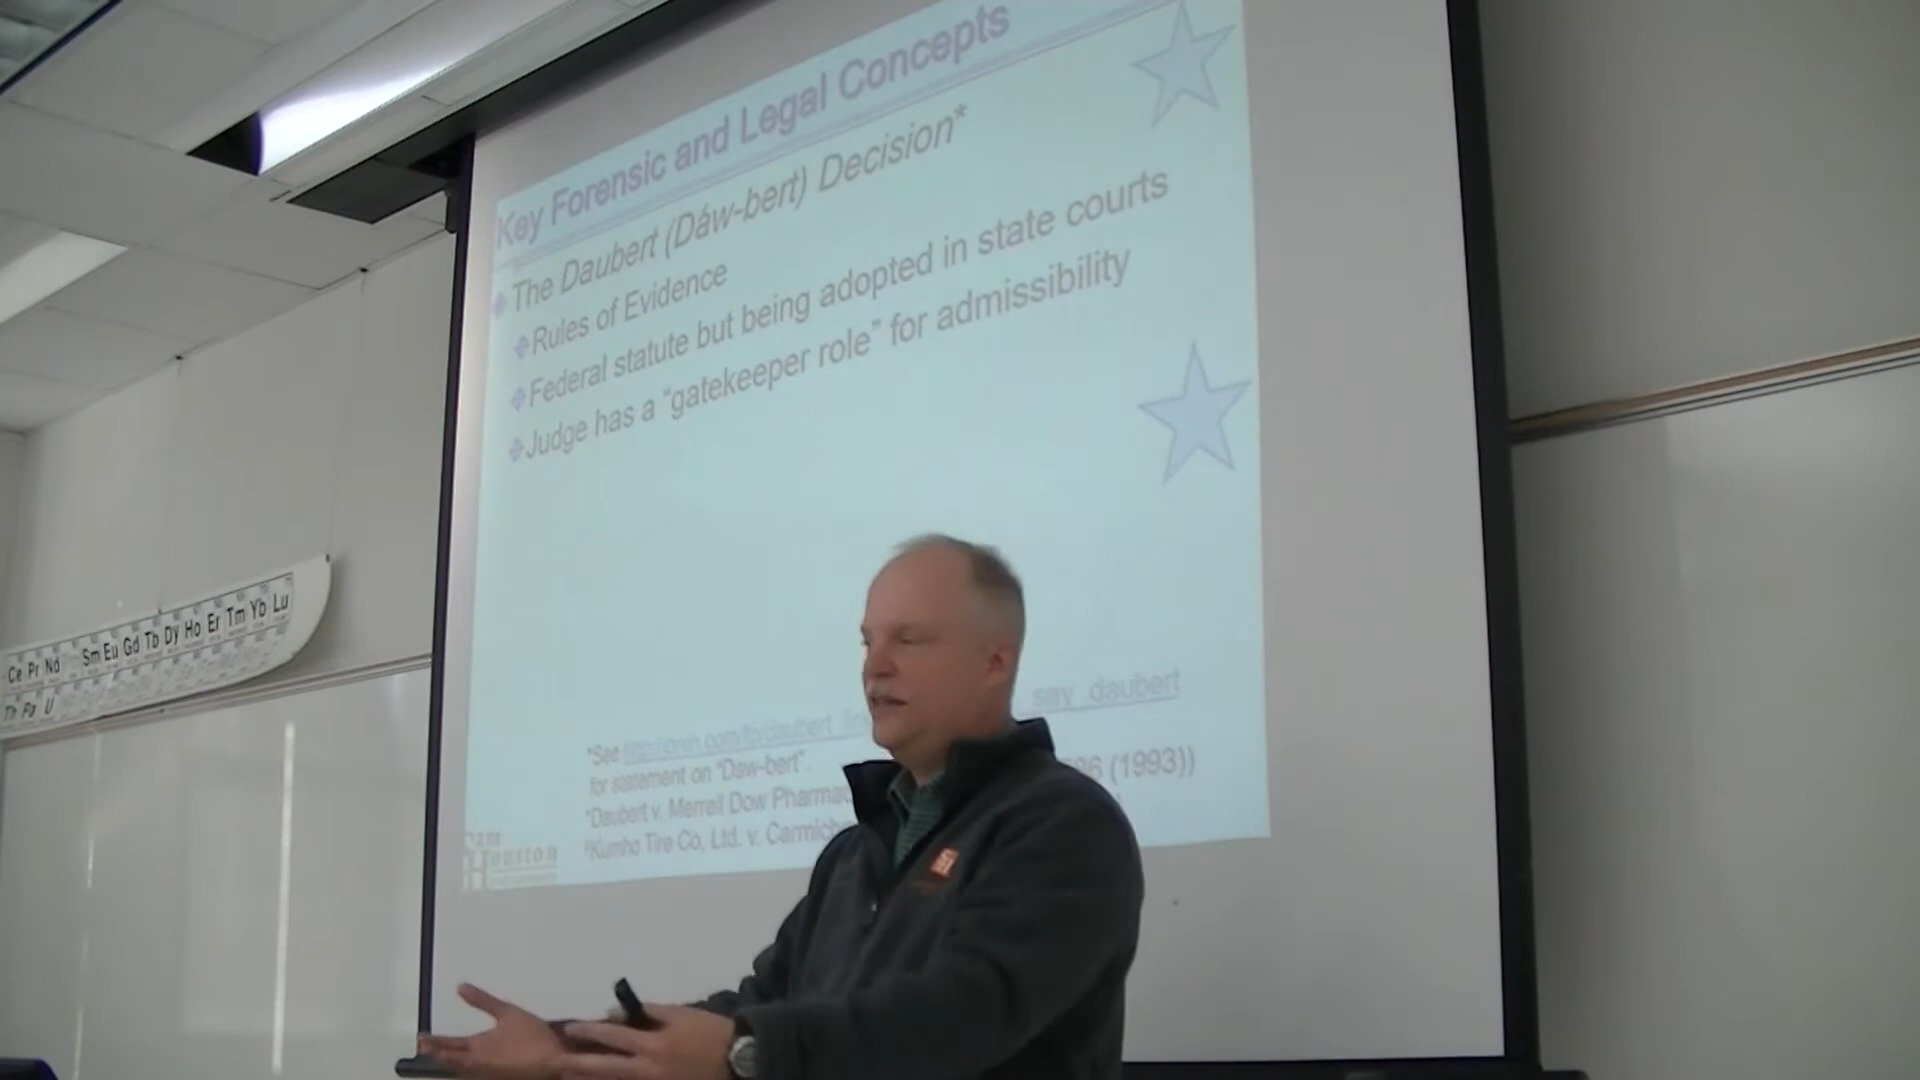 Key Forensic and Legal Concepts
The Daubert (Dáw-bert) Decision*
Rules of Evidence
Federal statute but being adopted in state courts
Judge has a “gatekeeper role” for admissibility
*See say_daubert
for statement on “Daw-bert”.
*Daubert v. Merrell Dow (1993))
*Kumho Tire Co, Ltd. v.
Sam
Houston
Ce Pr Nd Sm Eu Gd Tb Dy Ho Er Tm Yb Lu
Th Pa U